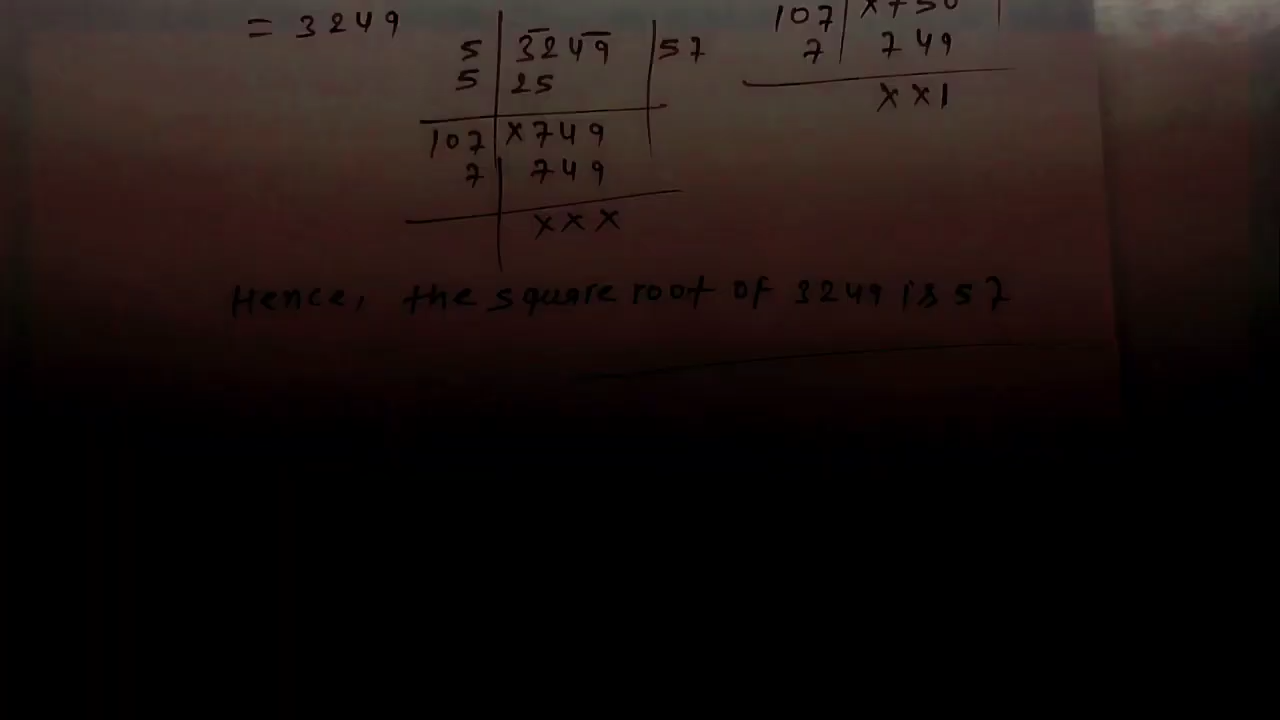 = 3249
5 | 3249 | 57
5 | 25
107 | x749
7 | 749
xxx
107 | x750
7 | 749
xx1
Hence, the square root of 3249 is 57